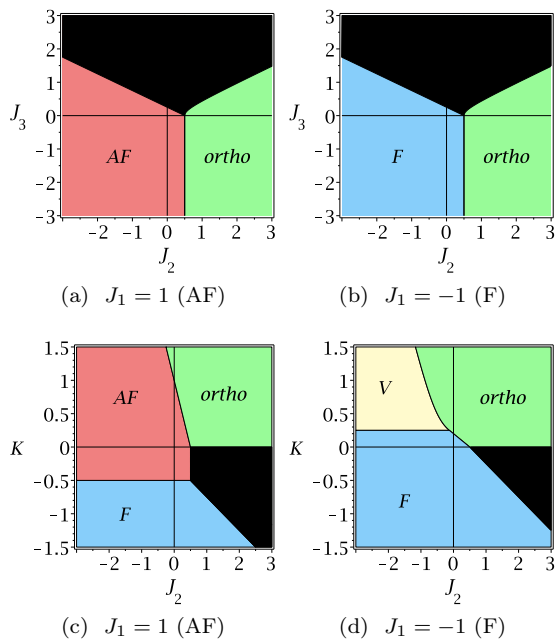 3
2
1
J3 0
−1
−2
−3
AF
ortho
−2 −1 0 1 2 3
J2
(a) J1 = 1 (AF)
3
2
1
J3 0
−1
−2
−3
F
ortho
−2 −1 0 1 2 3
J2
(b) J1 = −1 (F)
1.5
1
0.5
K 0
−0.5
−1
−1.5
AF
ortho
F
−2 −1 0 1 2 3
J2
(c) J1 = 1 (AF)
1.5
1
0.5
K 0
−0.5
−1
−1.5
V
ortho
F
−2 −1 0 1 2 3
J2
(d) J1 = −1 (F)